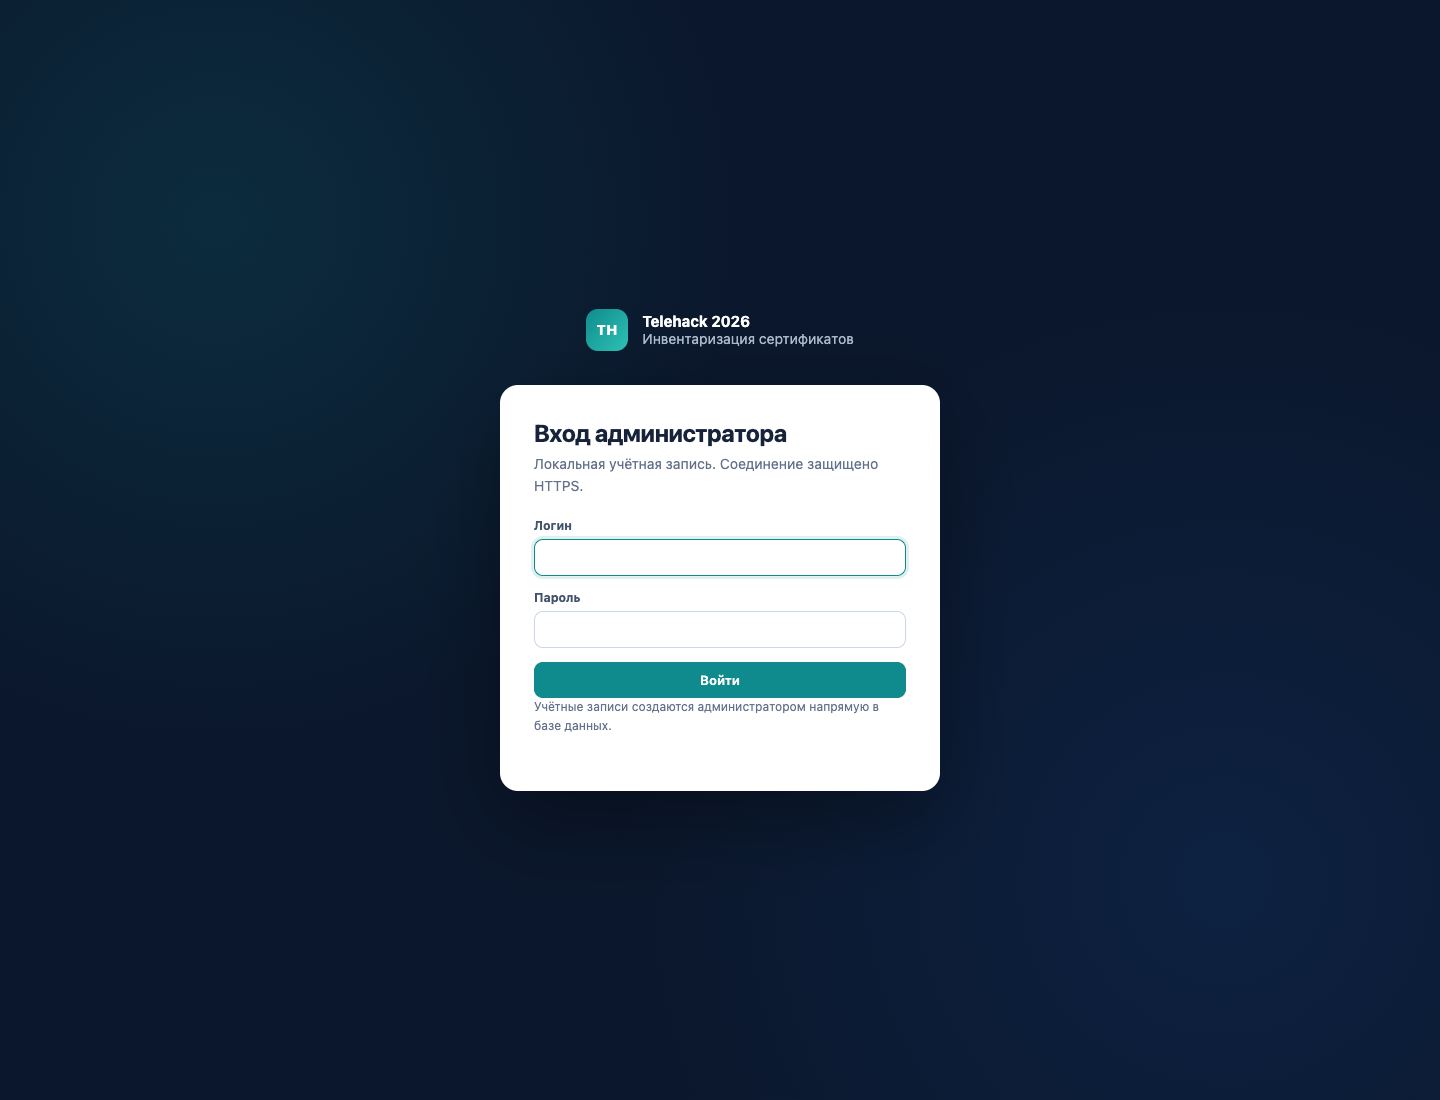 TH
Telehack 2026
Инвентаризация сертификатов
Вход администратора
Локальная учётная запись. Соединение защищено
HTTPS.
Логин
Пароль
Войти
Учётные записи создаются администратором напрямую в
базе данных.